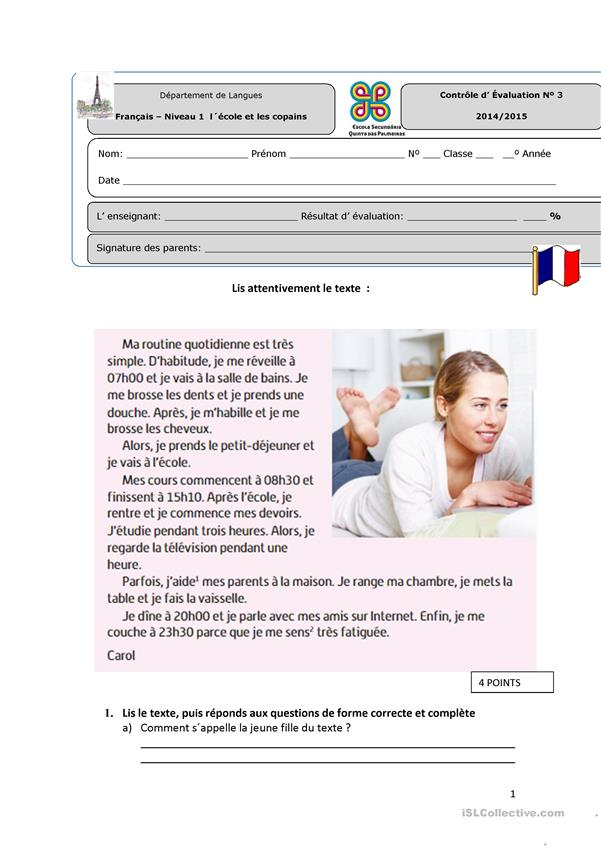 Département de Langues
Français – Niveau 1 l´école et les copains
Escola Secundária
Quinta das Palmeiras
Contrôle d’ Évaluation Nº 3
2014/2015
Nom: ______________________ Prénom _____________________ Nº ___ Classe ___ __º Année
Date ________________________________________________________________________________
L’ enseignant: ________________________ Résultat d’ évaluation: ____________________ ____ %
Signature des parents: ____________________________________________________________
Lis attentivement le texte :
Ma routine quotidienne est très
simple. D’habitude, je me réveille à
07h00 et je vais à la salle de bains. Je
me brosse les dents et je prends une
douche. Après, je m’habille et je me
brosse les cheveux.
Alors, je prends le petit-déjeuner et
je vais à l’école.
Mes cours commencent à 08h30 et
finissent à 15h10. Après l’école, je
rentre et je commence mes devoirs.
J’étudie pendant trois heures. Alors, je
regarde la télévision pendant une
heure.
Parfois, j’aide¹ mes parents à la maison. Je range ma chambre, je mets la
table et je fais la vaisselle.
Je dîne à 20h00 et je parle avec mes amis sur Internet. Enfin, je me
couche à 23h30 parce que je me sens² très fatiguée.
Carol
4 POINTS
I. Lis le texte, puis réponds aux questions de forme correcte et complète
a) Comment s´appelle la jeune fille du texte ?
1
iSLCollective.com